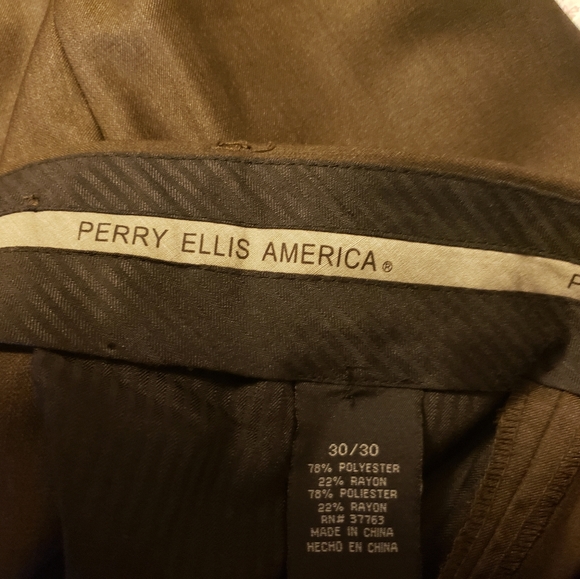 PERRY ELLIS AMERICA®
30/30
78% POLYESTER
22% RAYON
78% POLIESTER
22% RAYON
RN# 37763
MADE IN CHINA
HECHO EN CHINA